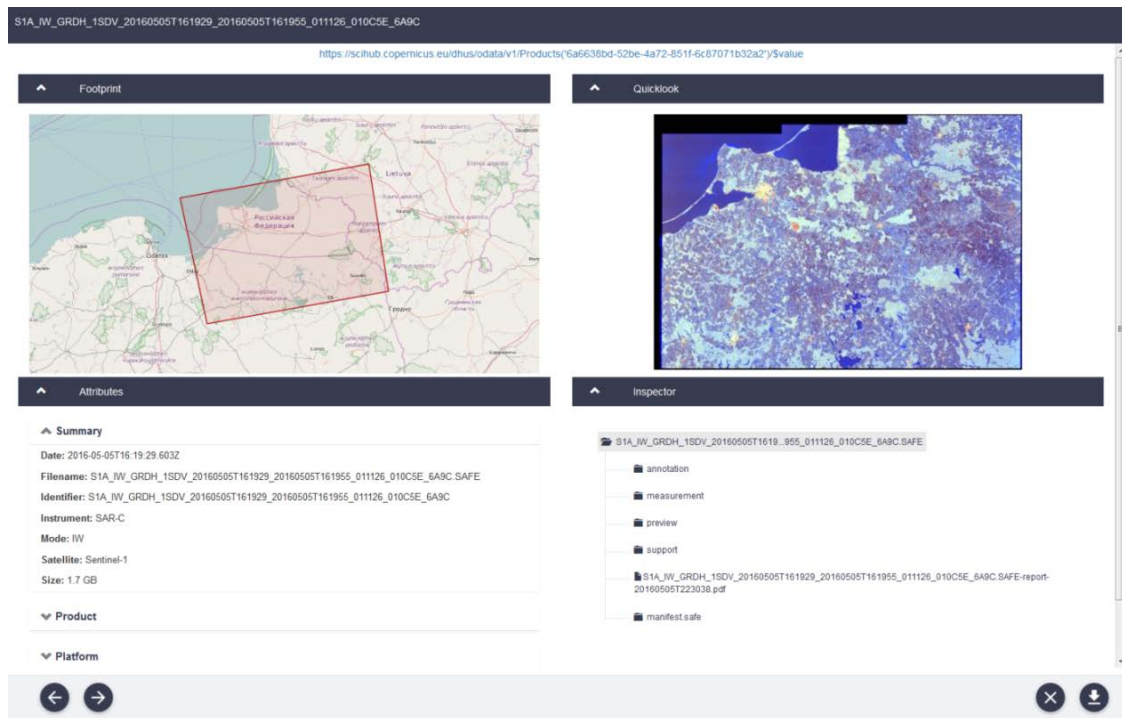 S1A_IW_GRDH_1SDV_20160505T161929_20160505T161955_011126_010C5E_6A9C
https://scihub.copernicus.eu/dhus/odata/v1/Products('6a6638bd-52be-4a72-851f-6c87071b32a2')/$value
Footprint
Lietuva
Российская
Федерация
Gdańsk
Гродно
Quicklook
Attributes
Summary
Date: 2016-05-05T16:19:29.603Z
Filename: S1A_IW_GRDH_1SDV_20160505T161929_20160505T161955_011126_010C5E_6A9C.SAFE
Identifier: S1A_IW_GRDH_1SDV_20160505T161929_20160505T161955_011126_010C5E_6A9C
Instrument: SAR-C
Mode: IW
Satellite: Sentinel-1
Size: 1.7 GB
Product
Platform
Inspector
S1A_IW_GRDH_1SDV_20160505T1619...955_011126_010C5E_6A9C.SAFE
annotation
measurement
preview
support
S1A_IW_GRDH_1SDV_20160505T161929_20160505T161955_011126_010C5E_6A9C.SAFE-report-
20160505T223038.pdf
manifest.safe